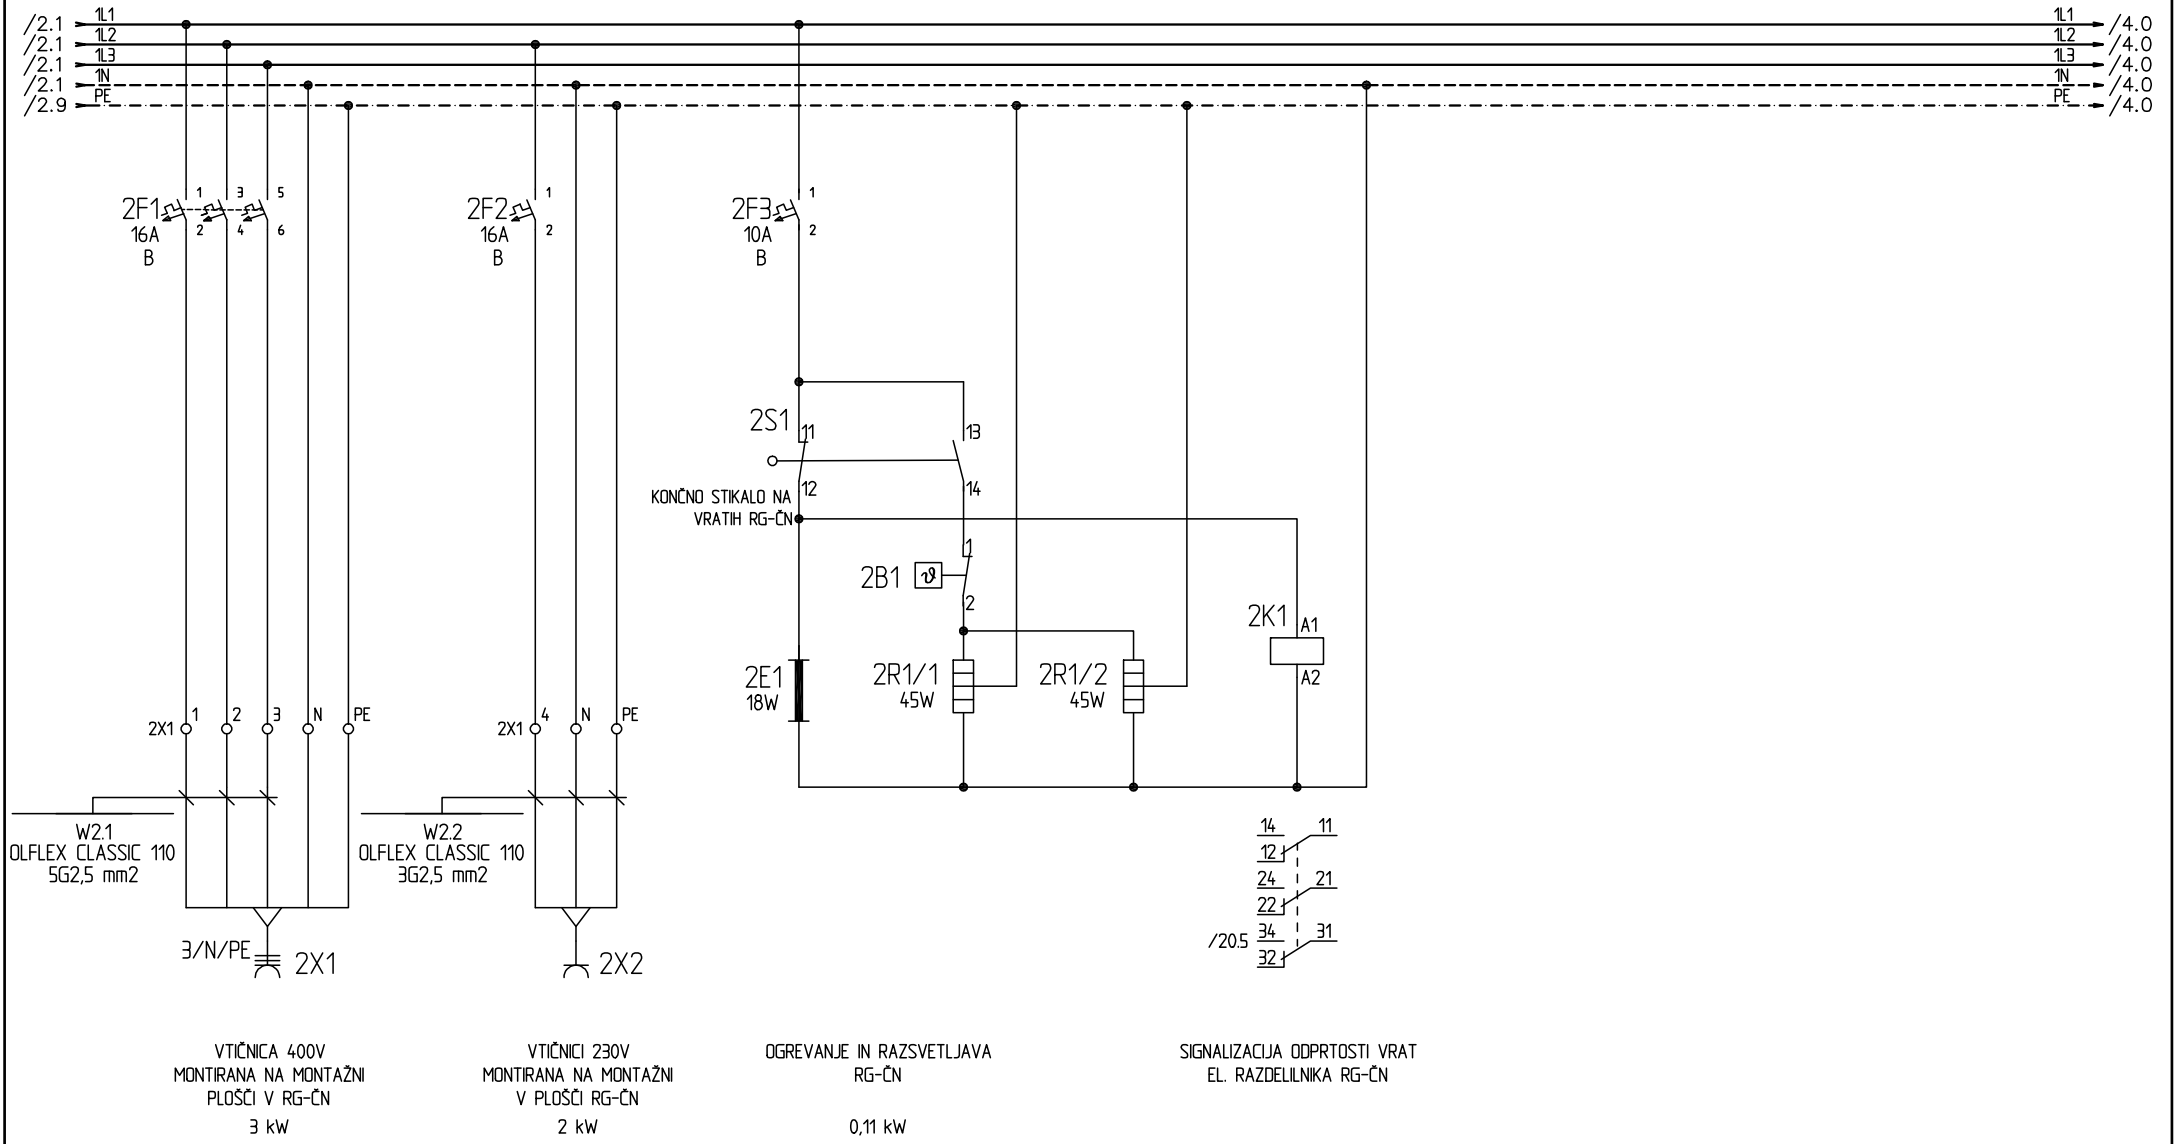 /2.1 1L1 1L1 /4.0
/2.1 1L2 1L2 /4.0
/2.1 1L3 1L3 /4.0
/2.1 1N 1N /4.0
/2.9 PE PE /4.0
1 3 5
2F1
16A
B
2 4 6
1
2F2
16A
B
2
1
2F3
10A
B
2
2S1
11 13
12 14
KONČNO STIKALO NA
VRATIH RG-ČN
1
2B1 ϑ
2
2K1
A1
A2
2E1
18W
2R1/1
45W
2R1/2
45W
2X1 1 2 3 N PE
2X1 4 N PE
W2.1
OLFLEX CLASSIC 110
5G2,5 mm2
W2.2
OLFLEX CLASSIC 110
3G2,5 mm2
14 11
12
24 21
22
/20.5 34 31
32
3/N/PE 2X1
2X2
VTIČNICA 400V
MONTIRANA NA MONTAŽNI
PLOŠČI V RG-ČN
3 kW
VTIČNICI 230V
MONTIRANA NA MONTAŽNI
V PLOŠČI RG-ČN
2 kW
OGREVANJE IN RAZSVETLJAVA
RG-ČN
0,11 kW
SIGNALIZACIJA ODPRTOSTI VRAT
EL. RAZDELILNIKA RG-ČN